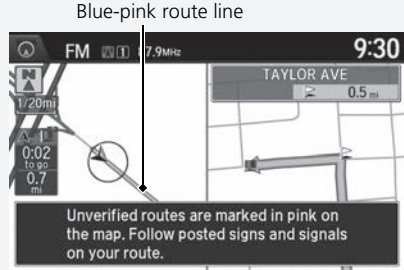 Blue-pink route line
FM 1 87.9MHz
9:30
N
1/20mi
TAYLOR AVE
0.5 mi
0:02
to go
0.7
mi
Unverified routes are marked in pink on
the map. Follow posted signs and signals
on your route.